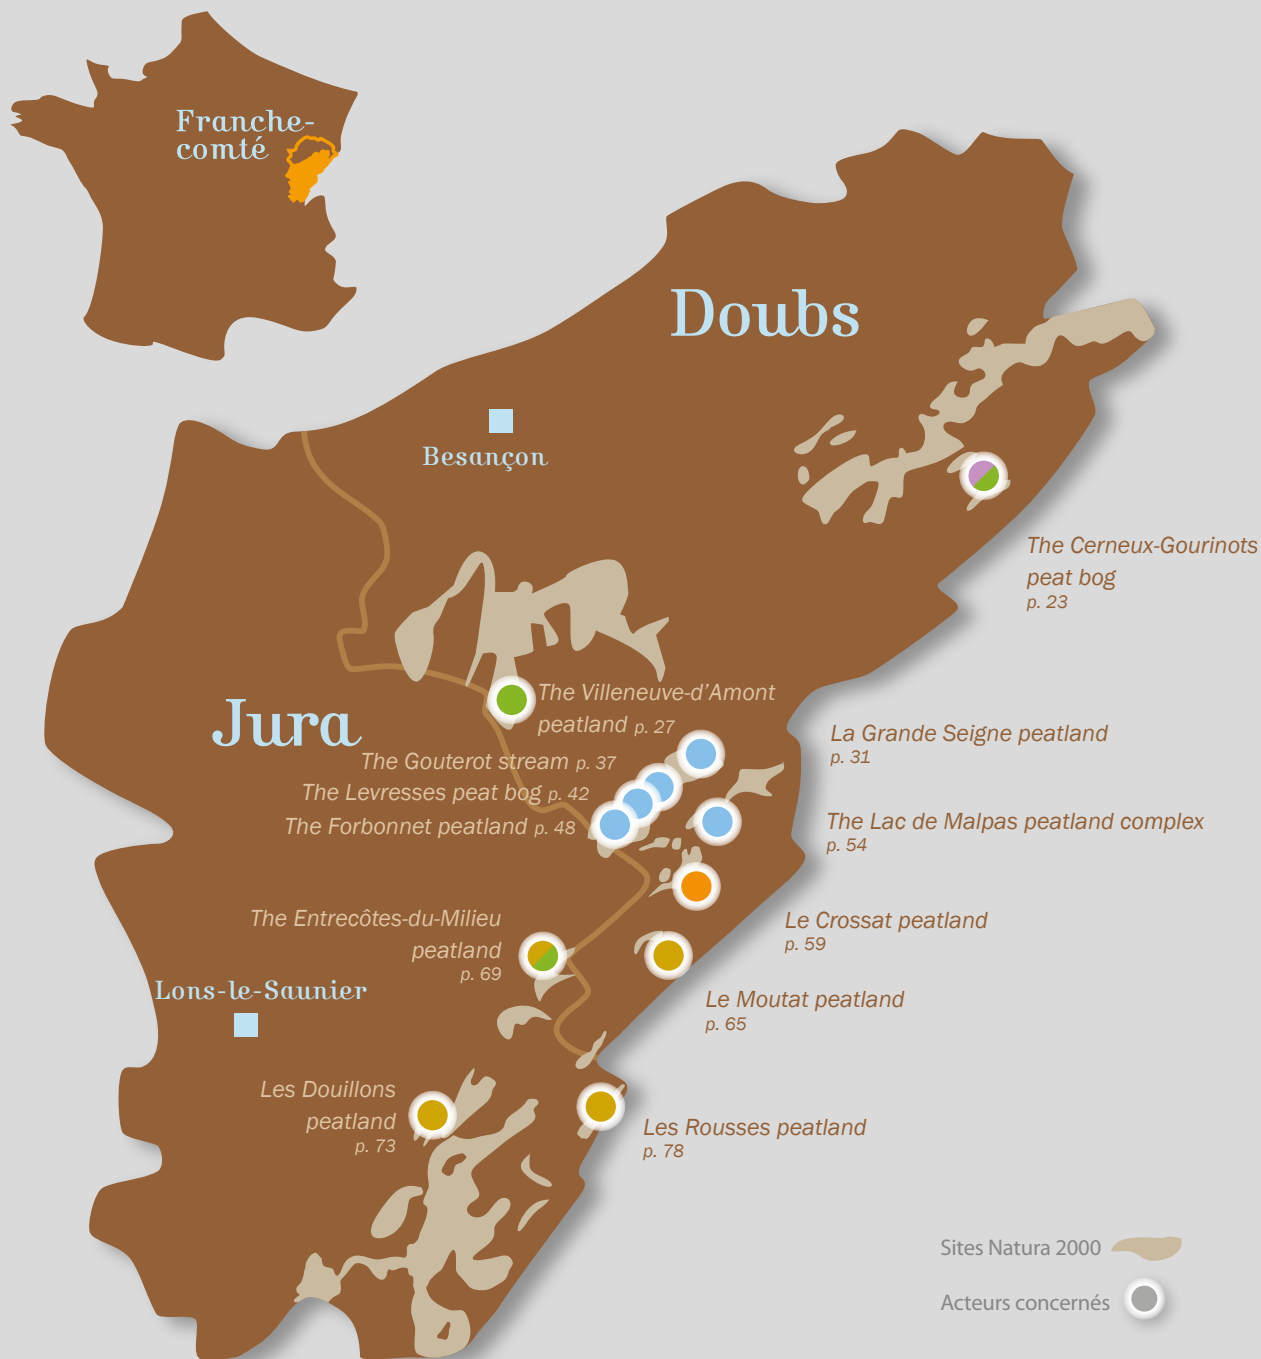 Franche-
comté
Doubs
Besançon
The Cerneux-Gourinots
peat bog
p. 23
Jura
The Villeneuve-d'Amont
peatland p. 27
La Grande Seigne peatland
p. 31
The Gouterot stream p. 37
The Levresses peat bog p. 42
The Forbonnet peatland p. 48
The Lac de Malpas peatland complex
p. 54
Le Crossat peatland
p. 59
The Entrecôtes-du-Milieu
peatland
p. 69
Le Moutat peatland
p. 65
Lons-le-Saunier
Les Douillons
peatland
p. 73
Les Rousses peatland
p. 78
Sites Natura 2000
Acteurs concernés